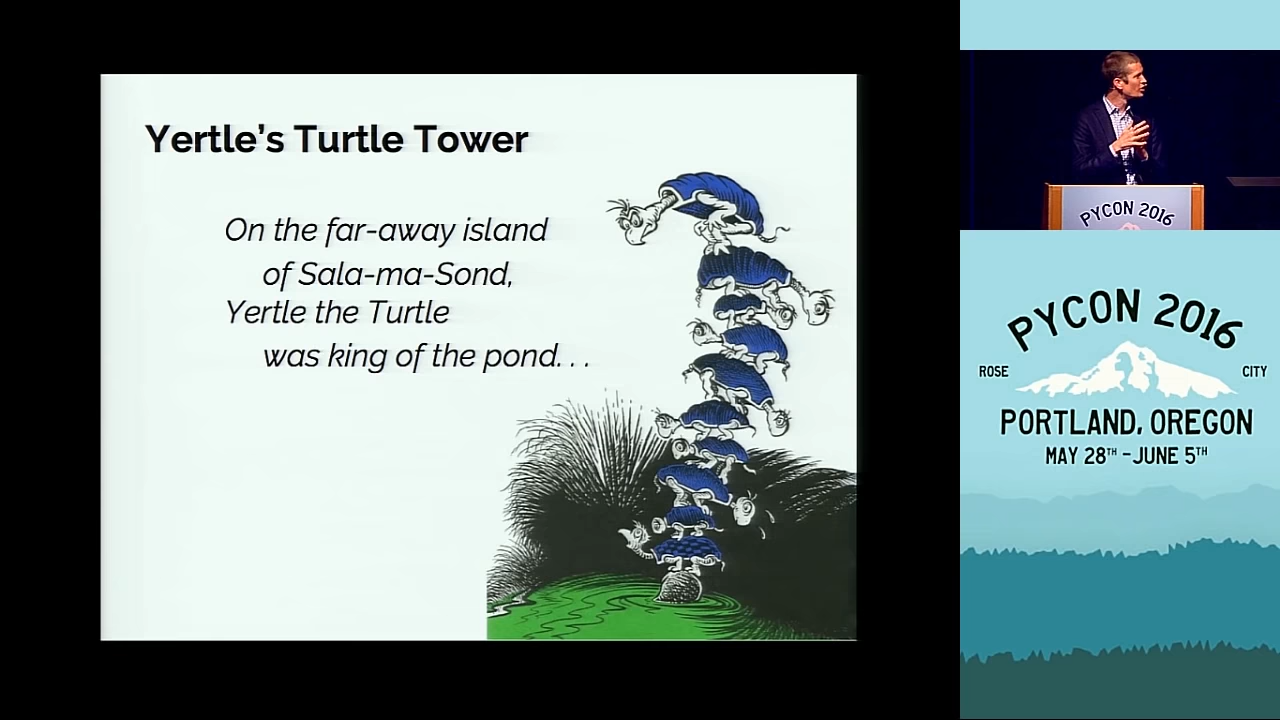 Yertle's Turtle Tower
On the far-away island
of Sala-ma-Sond,
Yertle the Turtle
was king of the pond. . .
PYCON 2016
PYCON 2016
ROSE
CITY
PORTLAND, OREGON
MAY 28TH - JUNE 5TH